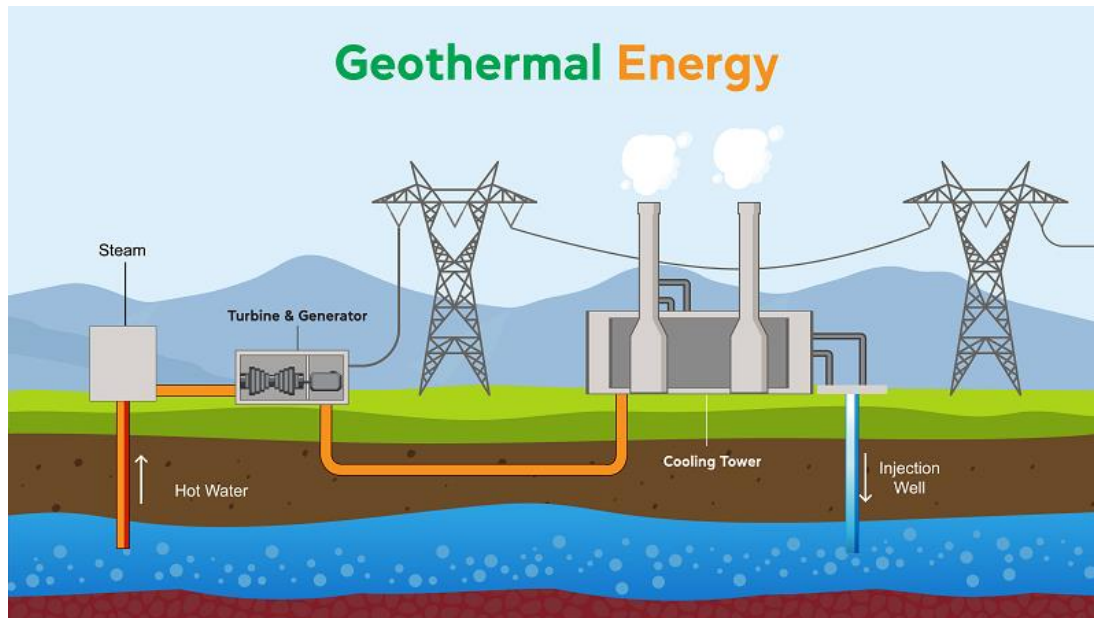 Geothermal Energy
Steam
Turbine & Generator
Hot Water
Cooling Tower
Injection
Well